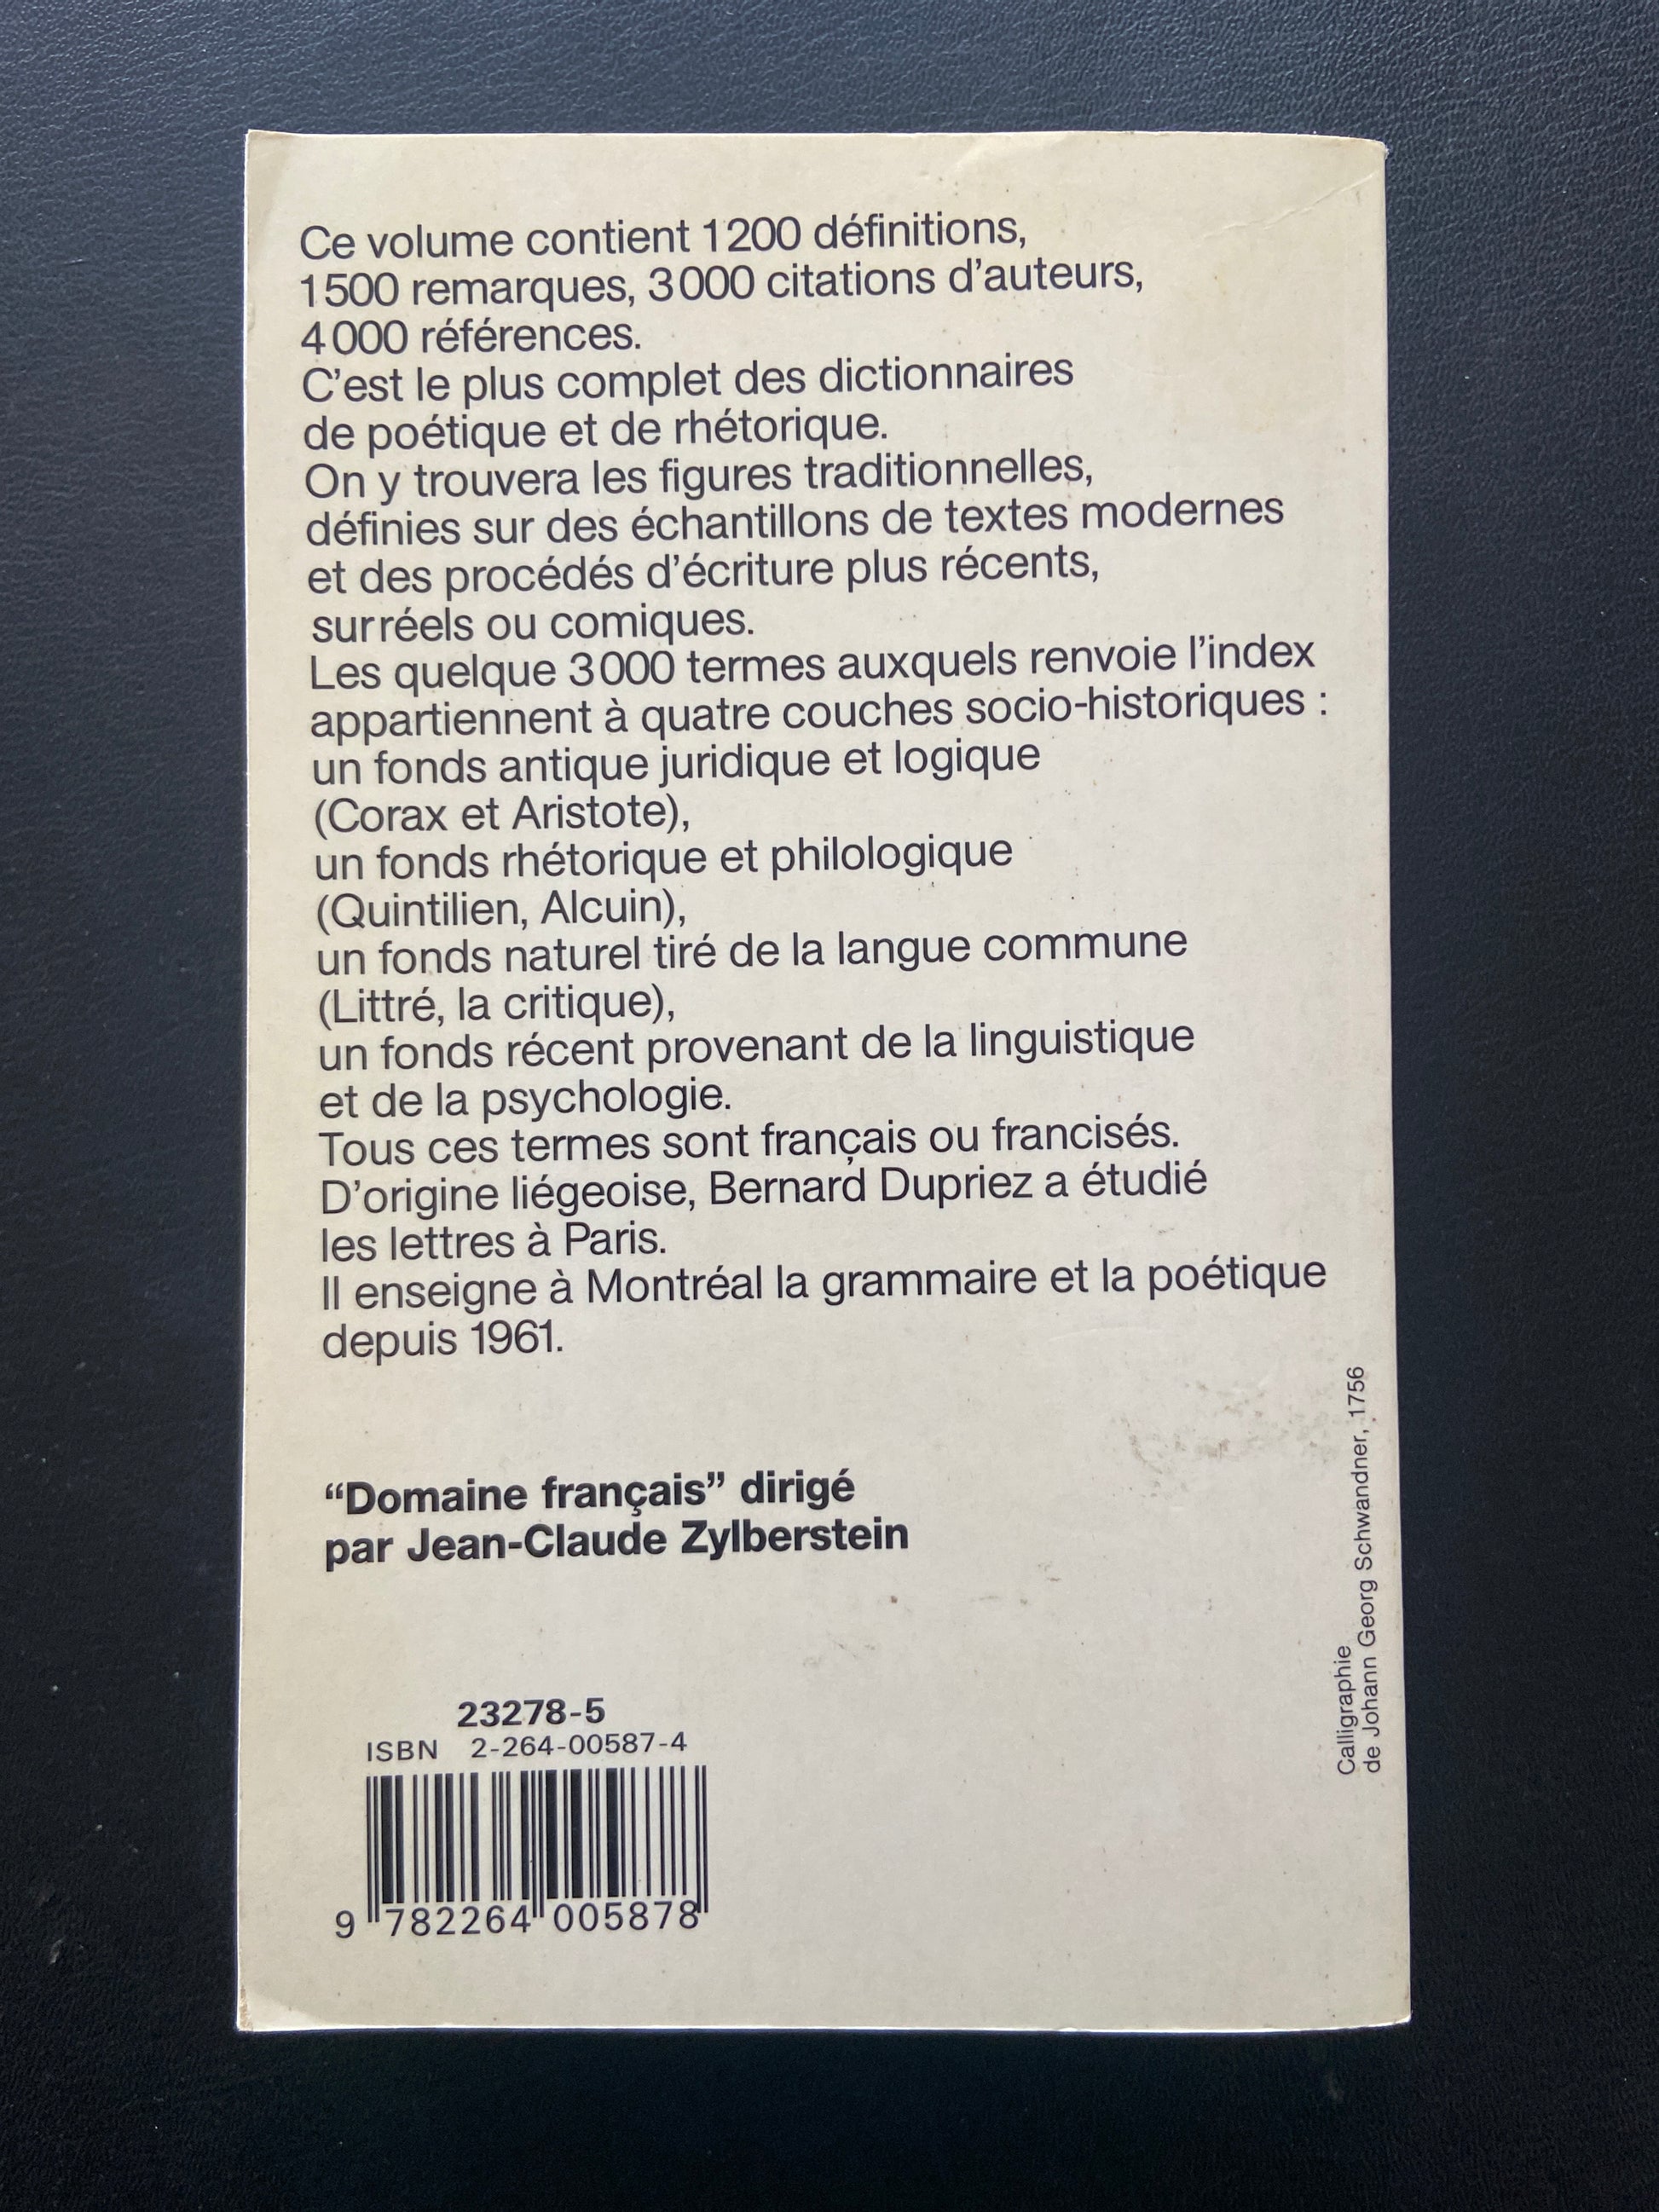 Ce volume contient 1200 définitions,
1500 remarques, 3000 citations d'auteurs,
4000 références.
C'est le plus complet des dictionnaires
de poétique et de rhétorique.
On y trouvera les figures traditionnelles,
définies sur des échantillons de textes modernes
et des procédés d'écriture plus récents,
surréels ou comiques.
Les quelque 3000 termes auxquels renvoie l'index
appartiennent à quatre couches socio-historiques :
un fonds antique juridique et logique
(Corax et Aristote),
un fonds rhétorique et philologique
(Quintilien, Alcuin),
un fonds naturel tiré de la langue commune
(Littré, la critique),
un fonds récent provenant de la linguistique
et de la psychologie.
Tous ces termes sont français ou francisés.
D'origine liégeoise, Bernard Dupriez a étudié
les lettres à Paris.
Il enseigne à Montréal la grammaire et la poétique
depuis 1961.
“Domaine français” dirigé
par Jean-Claude Zylberstein
23278-5
ISBN 2-264-00587-4
9 782264 005878
Calligraphie
de Johann Georg Schwandner, 1756